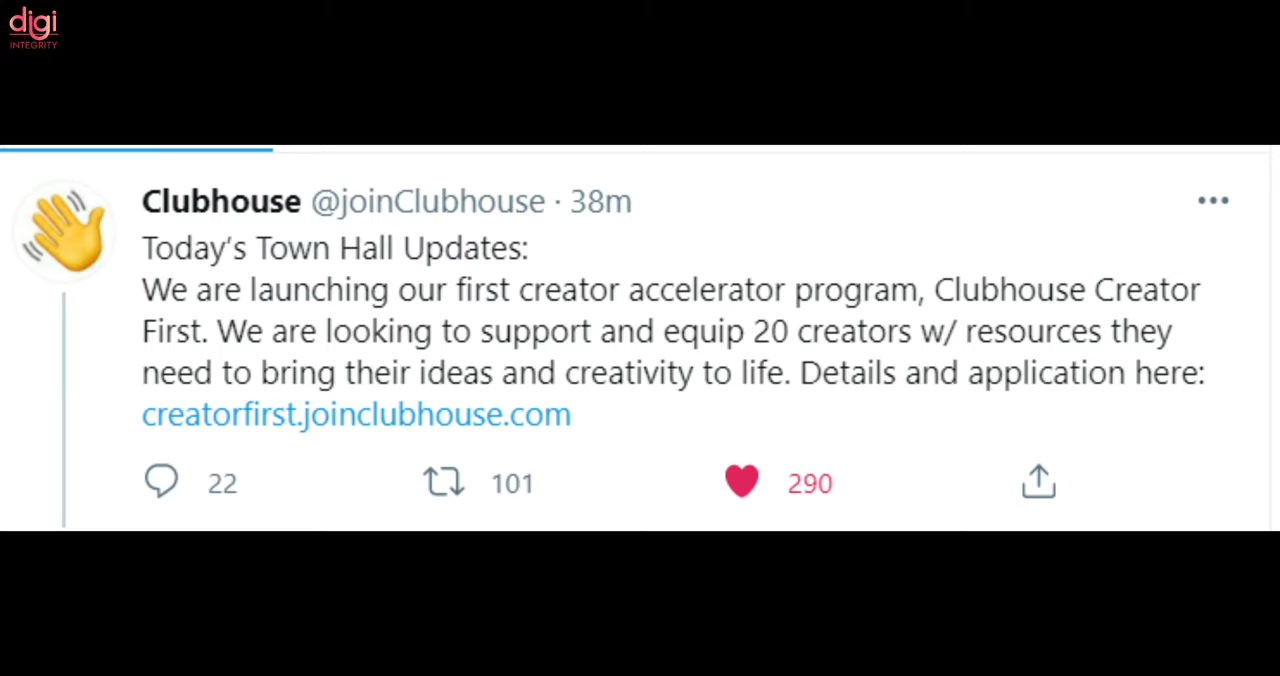 digi
INTEGRITY
Clubhouse @joinClubhouse · 38m
Today's Town Hall Updates:
We are launching our first creator accelerator program, Clubhouse Creator
First. We are looking to support and equip 20 creators w/ resources they
need to bring their ideas and creativity to life. Details and application here:
creatorfirst.joinclubhouse.com
22 101 290